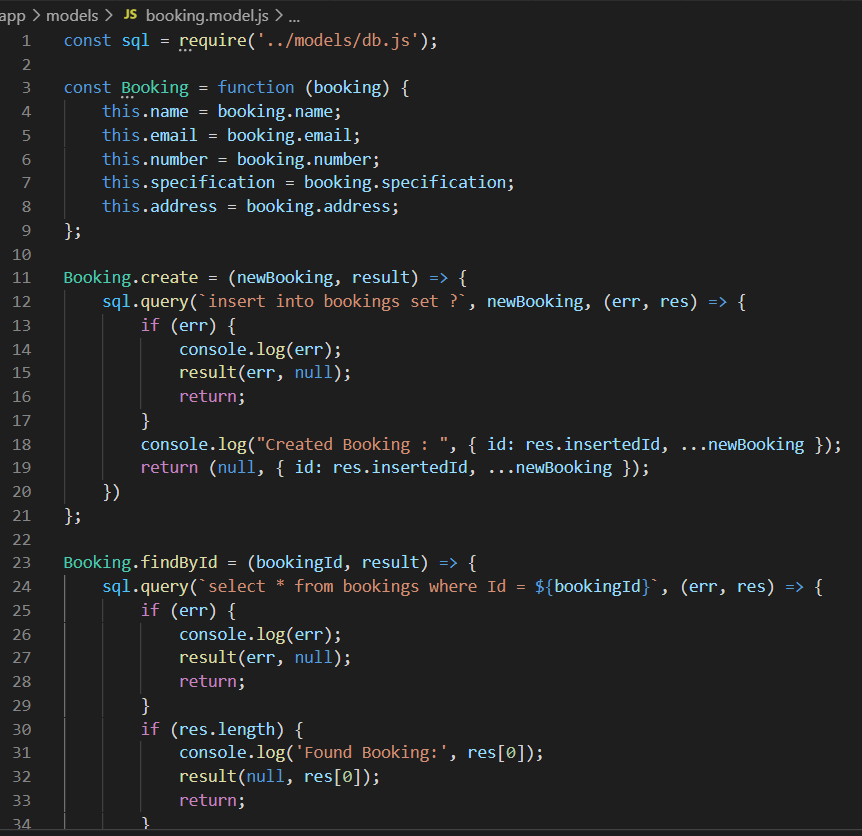 app > models > JS booking.model.js > ...
1 const sql = require('../models/db.js');
2
3 const Booking = function (booking) {
4     this.name = booking.name;
5     this.email = booking.email;
6     this.number = booking.number;
7     this.specification = booking.specification;
8     this.address = booking.address;
9 };
10
11 Booking.create = (newBooking, result) => {
12     sql.query(`insert into bookings set ?`, newBooking, (err, res) => {
13         if (err) {
14             console.log(err);
15             result(err, null);
16             return;
17         }
18         console.log("Created Booking : ", { id: res.insertedId, ...newBooking });
19         return (null, { id: res.insertedId, ...newBooking });
20     })
21 };
22
23 Booking.findById = (bookingId, result) => {
24     sql.query(`select * from bookings where Id = ${bookingId}`, (err, res) => {
25         if (err) {
26             console.log(err);
27             result(err, null);
28             return;
29         }
30         if (res.length) {
31             console.log('Found Booking:', res[0]);
32             result(null, res[0]);
33             return;
34         }